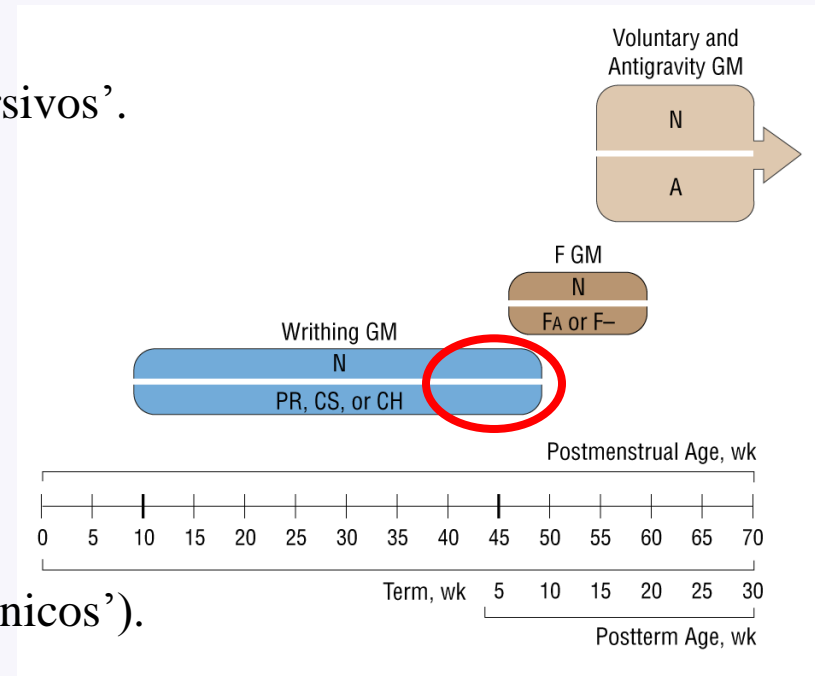 Voluntary and
Antigravity GM
rsivos’.
N
A
F GM
N
FA or F–
Writhing GM
N
PR, CS, or CH
Postmenstrual Age, wk
0 5 10 15 20 25 30 35 40 45 50 55 60 65 70
Term, wk 5 10 15 20 25 30
nicos’).
Postterm Age, wk